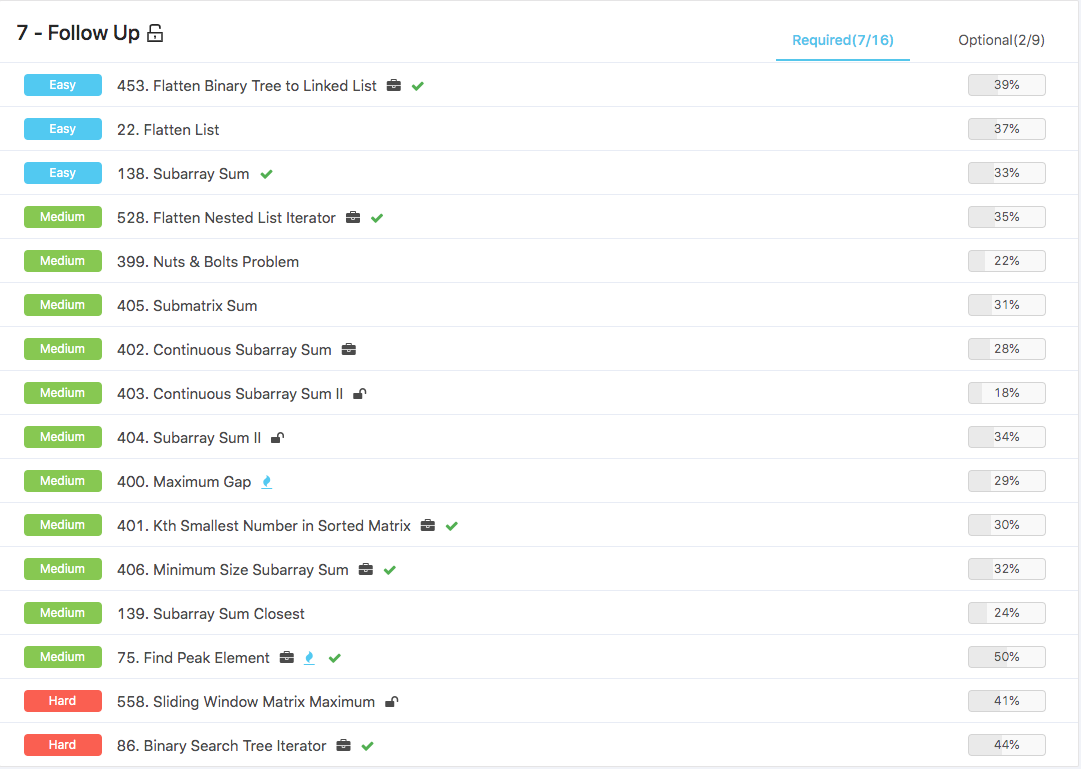 7 - Follow Up Required(7/16) Optional(2/9)
Easy 453. Flatten Binary Tree to Linked List 39%
Easy 22. Flatten List 37%
Easy 138. Subarray Sum 33%
Medium 528. Flatten Nested List Iterator 35%
Medium 399. Nuts & Bolts Problem 22%
Medium 405. Submatrix Sum 31%
Medium 402. Continuous Subarray Sum 28%
Medium 403. Continuous Subarray Sum II 18%
Medium 404. Subarray Sum II 34%
Medium 400. Maximum Gap 29%
Medium 401. Kth Smallest Number in Sorted Matrix 30%
Medium 406. Minimum Size Subarray Sum 32%
Medium 139. Subarray Sum Closest 24%
Medium 75. Find Peak Element 50%
Hard 558. Sliding Window Matrix Maximum 41%
Hard 86. Binary Search Tree Iterator 44%